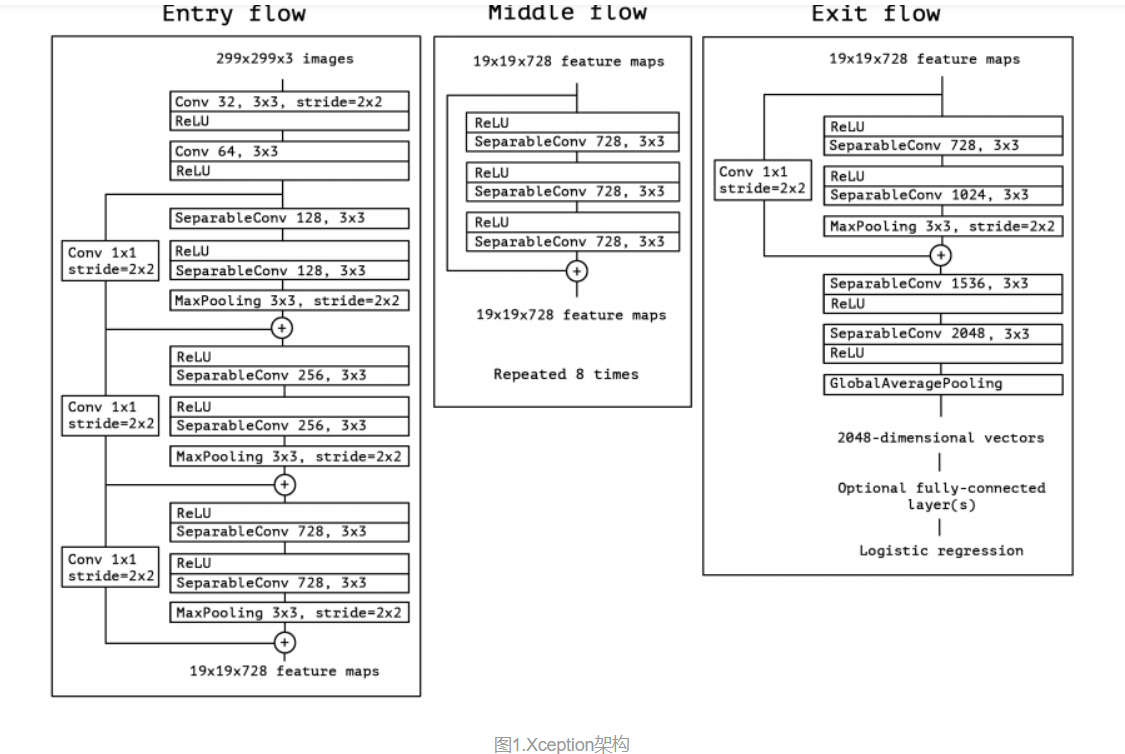 Entry flow
299x299x3 images
Conv 32, 3x3, stride=2x2
ReLU
Conv 64, 3x3
ReLU
SeparableConv 128, 3x3
Conv 1x1
stride=2x2
ReLU
SeparableConv 128, 3x3
MaxPooling 3x3, stride=2x2
+
ReLU
SeparableConv 256, 3x3
Conv 1x1
stride=2x2
ReLU
SeparableConv 256, 3x3
MaxPooling 3x3, stride=2x2
+
ReLU
SeparableConv 728, 3x3
Conv 1x1
stride=2x2
ReLU
SeparableConv 728, 3x3
MaxPooling 3x3, stride=2x2
+
19x19x728 feature maps
Middle flow
19x19x728 feature maps
ReLU
SeparableConv 728, 3x3
ReLU
SeparableConv 728, 3x3
ReLU
SeparableConv 728, 3x3
+
19x19x728 feature maps
Repeated 8 times
Exit flow
19x19x728 feature maps
ReLU
SeparableConv 728, 3x3
Conv 1x1
stride=2x2
ReLU
SeparableConv 1024, 3x3
MaxPooling 3x3, stride=2x2
+
SeparableConv 1536, 3x3
ReLU
SeparableConv 2048, 3x3
ReLU
GlobalAveragePooling
2048-dimensional vectors
Optional fully-connected
layer(s)
Logistic regression
图1.Xception架构